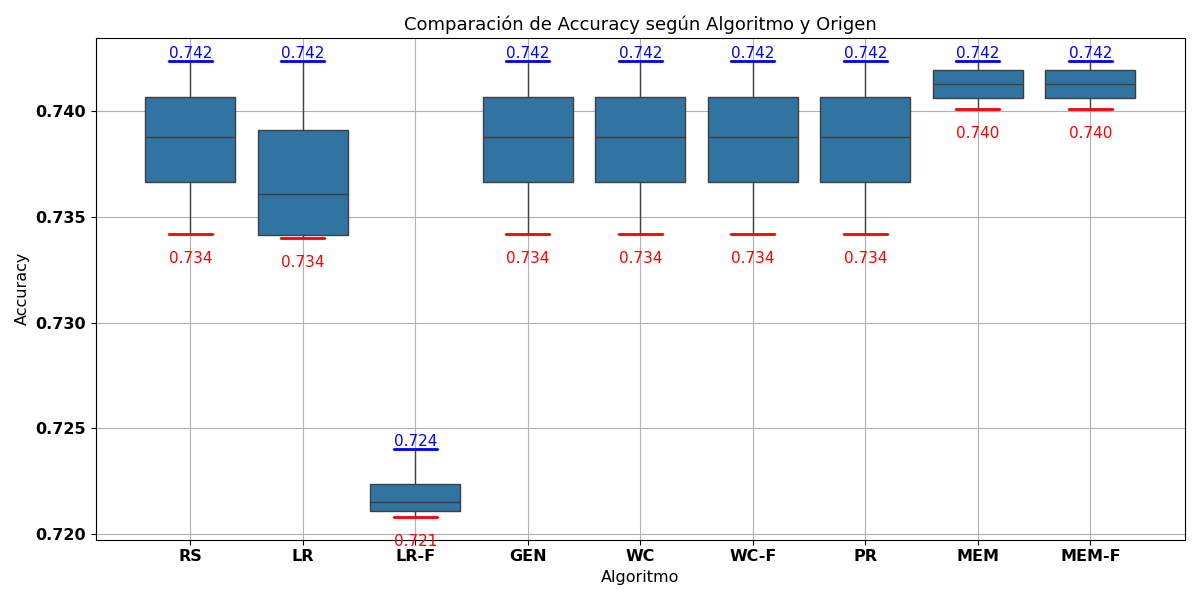 Comparación de Accuracy según Algoritmo y Origen
0.742 0.742 0.742 0.742 0.742 0.742 0.742 0.742
0.740
0.740 0.740
0.735
0.734 0.734 0.734 0.734 0.734 0.734
Accuracy
0.730
0.725
0.724
0.720
0.721
RS LR LR-F GEN WC WC-F PR MEM MEM-F
Algoritmo